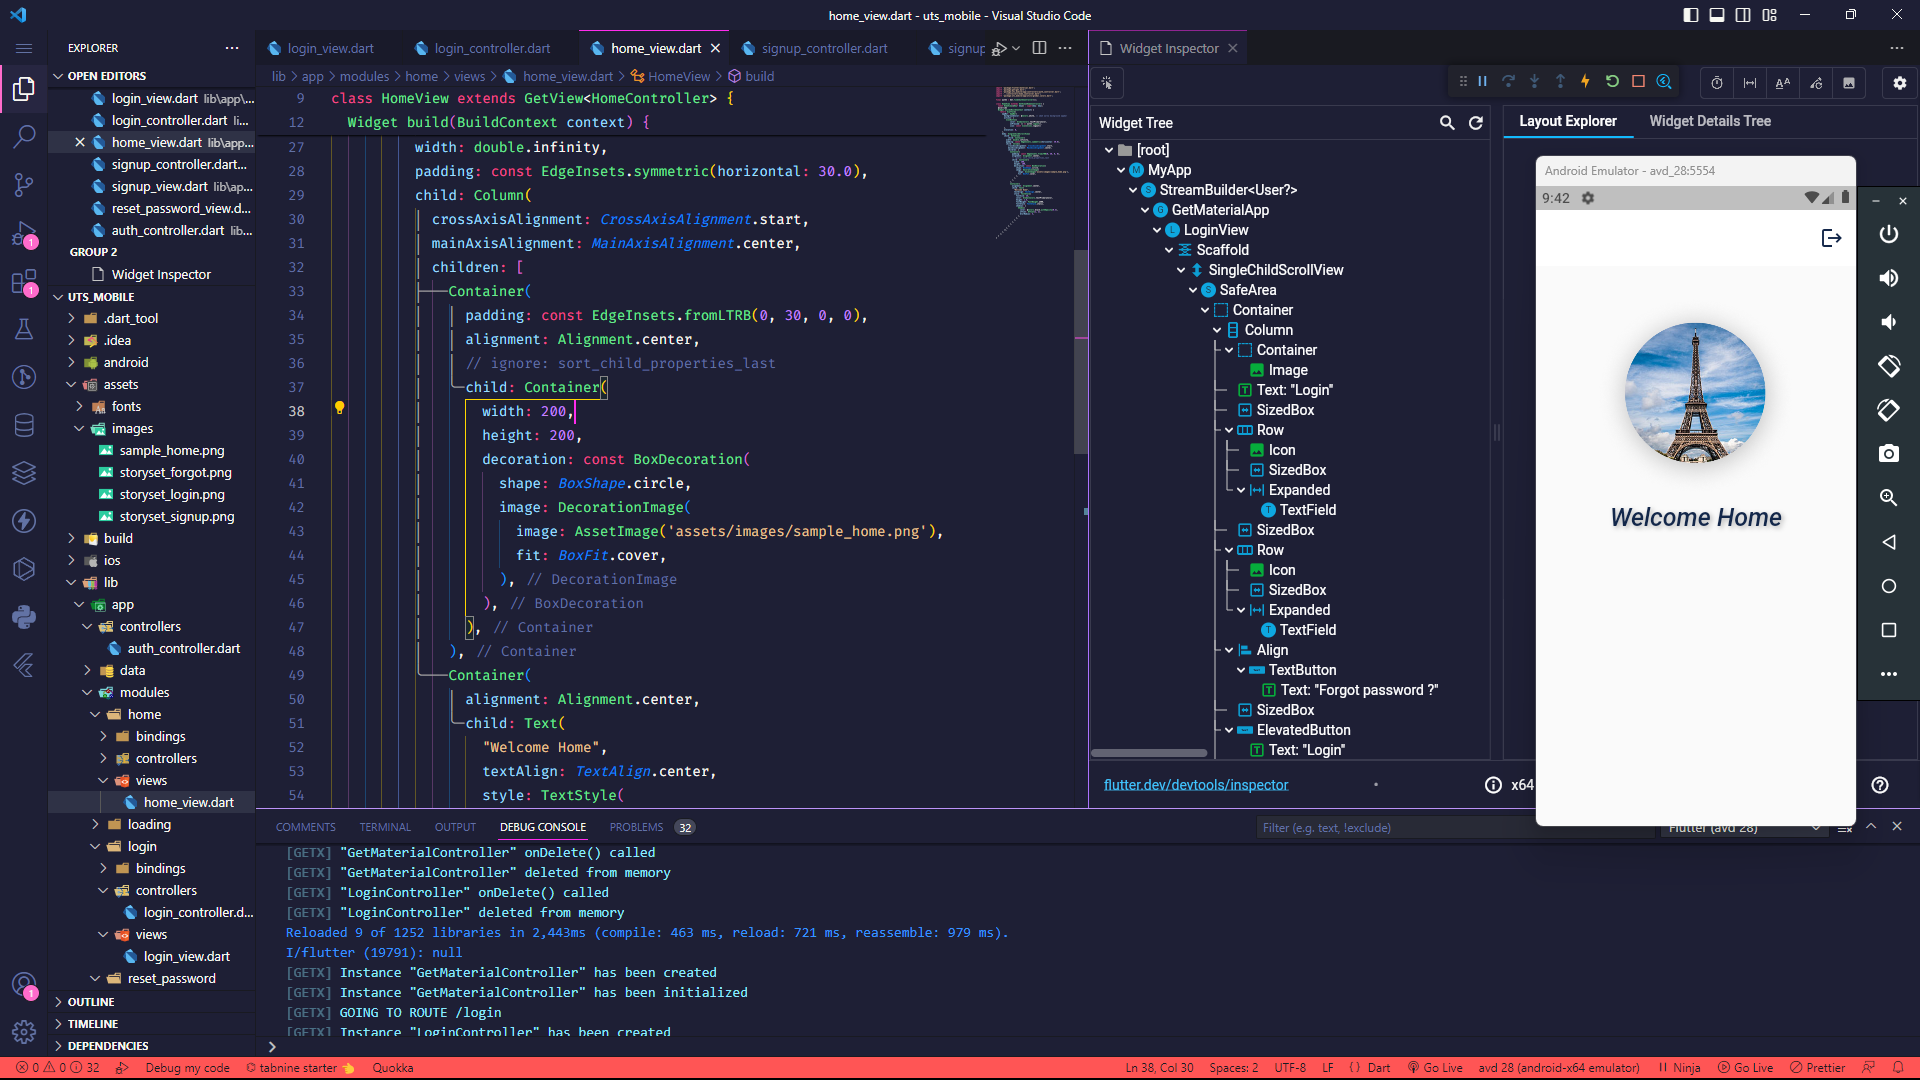 home_view.dart - uts_mobile - Visual Studio Code
EXPLORER
OPEN EDITORS
login_view.dart lib\app\...
login_controller.dart li...
home_view.dart lib\app...
signup_controller.dart...
signup_view.dart lib\ap...
reset_password_view.d...
auth_controller.dart lib...
GROUP 2
Widget Inspector
UTS_MOBILE
.dart_tool
.idea
android
assets
fonts
images
sample_home.png
storyset_forgot.png
storyset_login.png
storyset_signup.png
build
ios
lib
app
controllers
auth_controller.dart
data
modules
home
bindings
controllers
views
home_view.dart
loading
login
bindings
controllers
login_controller.d...
views
login_view.dart
reset_password
OUTLINE
TIMELINE
DEPENDENCIES
1
1
1
login_view.dart
login_controller.dart
home_view.dart
signup_controller.dart
signup
lib > app > modules > home > views > home_view.dart > HomeView > build
9 class HomeView extends GetView<HomeController> {
12 Widget build(BuildContext context) {
27 width: double.infinity,
28 padding: const EdgeInsets.symmetric(horizontal: 30.0),
29 child: Column(
30 crossAxisAlignment: CrossAxisAlignment.start,
31 mainAxisAlignment: MainAxisAlignment.center,
32 children: [
33 Container(
34 padding: const EdgeInsets.fromLTRB(0, 30, 0, 0),
35 alignment: Alignment.center,
36 // ignore: sort_child_properties_last
37 child: Container(
38 width: 200,
39 height: 200,
40 decoration: const BoxDecoration(
41 shape: BoxShape.circle,
42 image: DecorationImage(
43 image: AssetImage('assets/images/sample_home.png'),
44 fit: BoxFit.cover,
45 ), // DecorationImage
46 ), // BoxDecoration
47 ), // Container
48 ), // Container
49 Container(
50 alignment: Alignment.center,
51 child: Text(
52 "Welcome Home",
53 textAlign: TextAlign.center,
54 style: TextStyle(
Widget Inspector
Widget Tree
Layout Explorer
Widget Details Tree
[root]
MyApp
StreamBuilder<User?>
GetMaterialApp
LoginView
Scaffold
SingleChildScrollView
SafeArea
Container
Column
Container
Image
Text: "Login"
SizedBox
Row
Icon
SizedBox
Expanded
TextField
SizedBox
Row
Icon
SizedBox
Expanded
TextField
Align
TextButton
Text: "Forgot password ?"
SizedBox
ElevatedButton
Text: "Login"
flutter.dev/devtools/inspector
x64
Android Emulator - avd_28:5554
9:42
Welcome Home
COMMENTS
TERMINAL
OUTPUT
DEBUG CONSOLE
PROBLEMS
32
Filter (e.g. text, !exclude)
Flutter (avd 28)
[GETX] "GetMaterialController" onDelete() called
[GETX] "GetMaterialController" deleted from memory
[GETX] "LoginController" onDelete() called
[GETX] "LoginController" deleted from memory
Reloaded 9 of 1252 libraries in 2,443ms (compile: 463 ms, reload: 721 ms, reassemble: 979 ms).
I/flutter (19791): null
[GETX] Instance "GetMaterialController" has been created
[GETX] Instance "GetMaterialController" has been initialized
[GETX] GOING TO ROUTE /login
[GETX] Instance "LoginController" has been created
0 0 32
Debug my code
tabnine starter
Quokka
Ln 38, Col 30
Spaces: 2
UTF-8
LF
{ } Dart
Go Live
avd 28 (android-x64 emulator)
Ninja
Go Live
Prettier